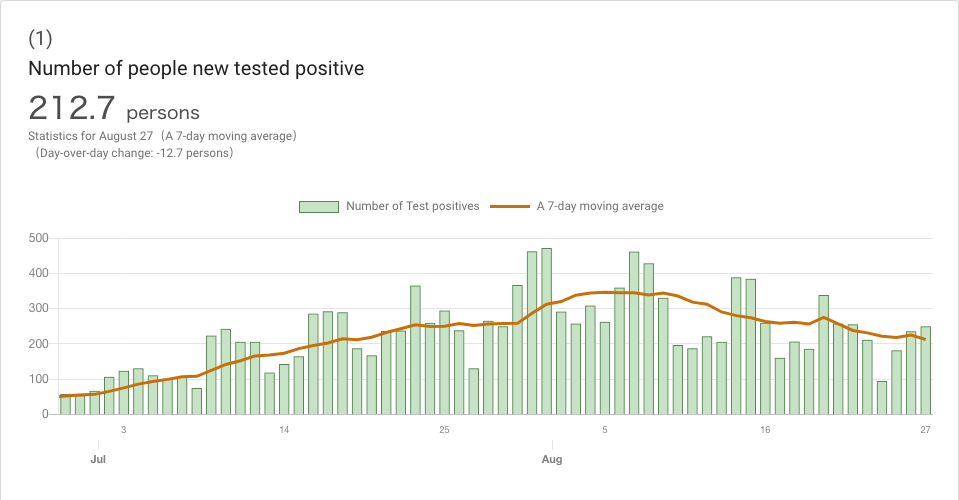 (1)
Number of people new tested positive
212.7 persons
Statistics for August 27（A 7-day moving average）
（Day-over-day change: -12.7 persons）
Number of Test positives A 7-day moving average
500
400
300
200
100
0
3 14 25 5 16 27
Jul Aug